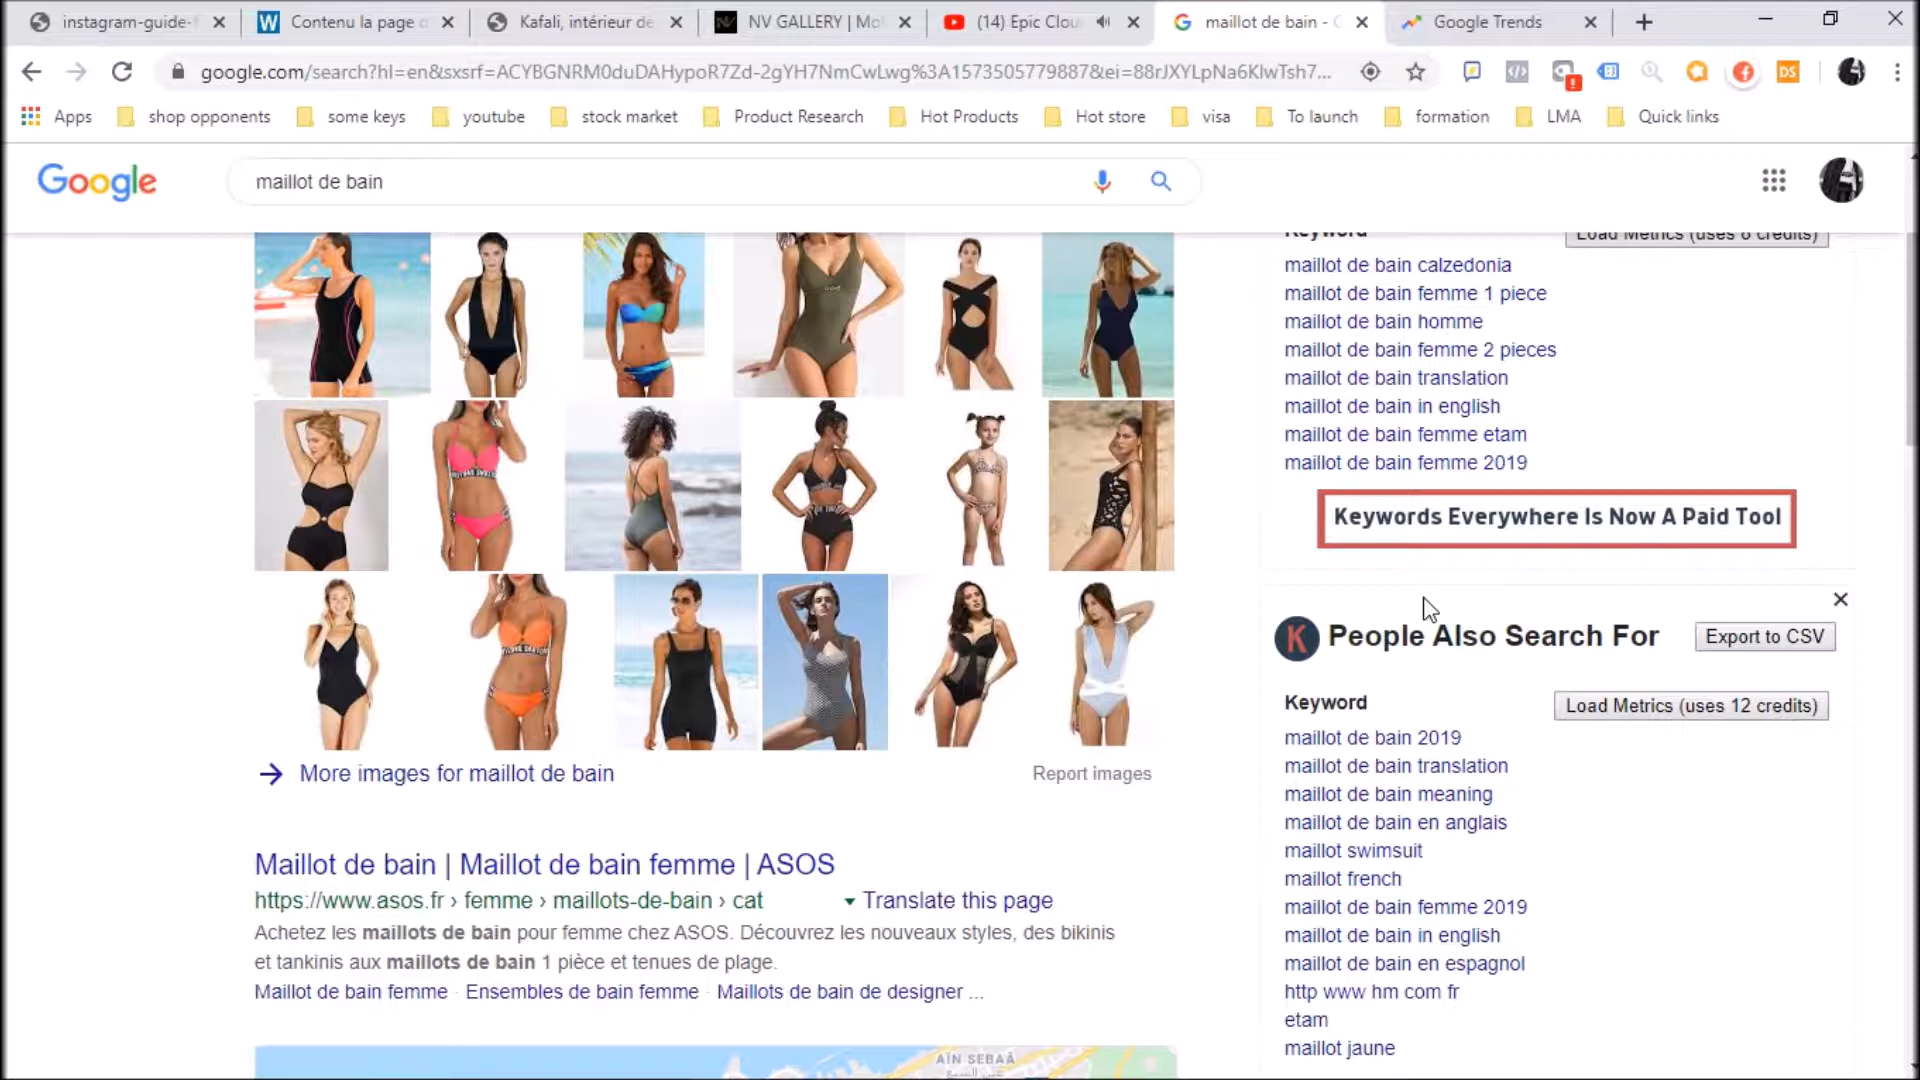 instagram-guide-f
Contenu la page d
Kafali, intérieur de
NV GALLERY | Mo
(14) Epic Clou
maillot de bain - G
Google Trends
google.com/search?hl=en&sxsrf=ACYBGNRM0duDAHypoR7Zd-2gYH7NmCwLwg%3A1573505779887&ei=88rJXYLpNa6KlwTsh7...
Apps
shop opponents
some keys
youtube
stock market
Product Research
Hot Products
Hot store
visa
To launch
formation
LMA
Quick links
Google
maillot de bain
Keyword
Load Metrics (uses 8 credits)
maillot de bain calzedonia
maillot de bain femme 1 piece
maillot de bain homme
maillot de bain femme 2 pieces
maillot de bain translation
maillot de bain in english
maillot de bain femme etam
maillot de bain femme 2019
Keywords Everywhere Is Now A Paid Tool
People Also Search For
Export to CSV
Keyword
Load Metrics (uses 12 credits)
maillot de bain 2019
maillot de bain translation
maillot de bain meaning
maillot de bain en anglais
maillot swimsuit
maillot french
maillot de bain femme 2019
maillot de bain in english
maillot de bain en espagnol
http www hm com fr
etam
maillot jaune
More images for maillot de bain
Report images
Maillot de bain | Maillot de bain femme | ASOS
https://www.asos.fr › femme › maillots-de-bain › cat
Translate this page
Achetez les maillots de bain pour femme chez ASOS. Découvrez les nouveaux styles, des bikinis
et tankinis aux maillots de bain 1 pièce et tenues de plage.
Maillot de bain femme · Ensembles de bain femme · Maillots de bain de designer ...
AÏN SEBAÂ
عين السبع